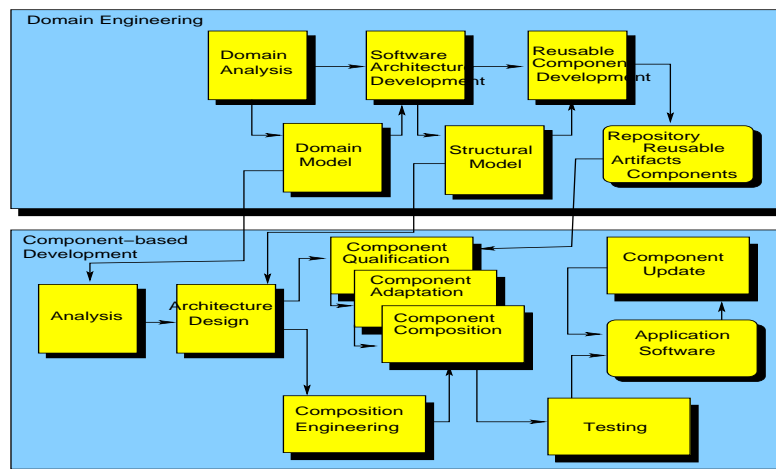 Domain Engineering
Domain
Analysis
Software
Architecture
Development
Reusable
Component
Development
Domain
Model
Structural
Model
Repository
Reusable
Artifacts
Components
Component-based
Development
Analysis
Architecture
Design
Component
Qualification
Component
Adaptation
Component
Composition
Composition
Engineering
Component
Update
Application
Software
Testing